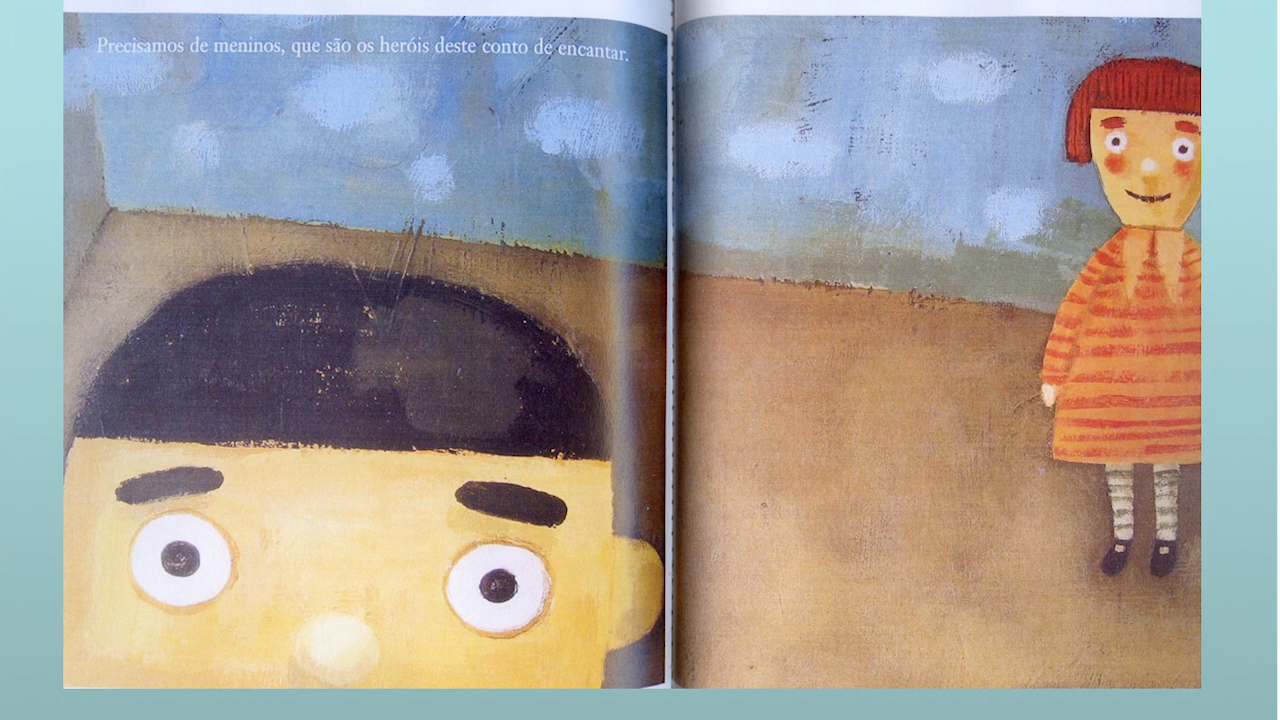 Precisamos de meninos, que são os heróis deste conto de encantar.